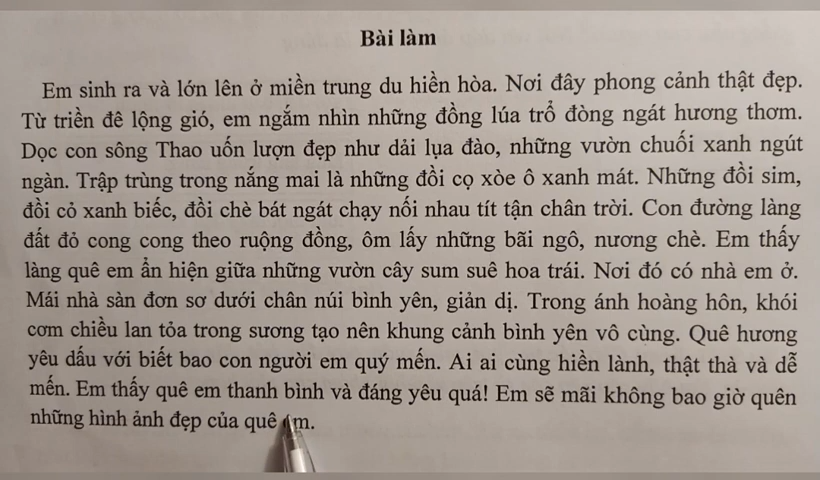 Bài làm
Em sinh ra và lớn lên ở miền trung du hiền hòa. Nơi đây phong cảnh thật đẹp.
Từ triền đê lộng gió, em ngắm nhìn những đồng lúa trổ đòng ngát hương thơm.
Dọc con sông Thao uốn lượn đẹp như dải lụa đào, những vườn chuối xanh ngút
ngàn. Trập trùng trong nắng mai là những đồi cọ xòe ô xanh mát. Những đồi sim,
đồi cỏ xanh biếc, đồi chè bát ngát chạy nối nhau tít tận chân trời. Con đường làng
đất đỏ cong cong theo ruộng đồng, ôm lấy những bãi ngô, nương chè. Em thấy
làng quê em ẩn hiện giữa những vườn cây sum suê hoa trái. Nơi đó có nhà em ở.
Mái nhà sàn đơn sơ dưới chân núi bình yên, giản dị. Trong ánh hoàng hôn, khói
cơm chiều lan tỏa trong sương tạo nên khung cảnh bình yên vô cùng. Quê hương
yêu dấu với biết bao con người em quý mến. Ai ai cùng hiền lành, thật thà và dễ
mến. Em thấy quê em thanh bình và đáng yêu quá! Em sẽ mãi không bao giờ quên
những hình ảnh đẹp của quê em.